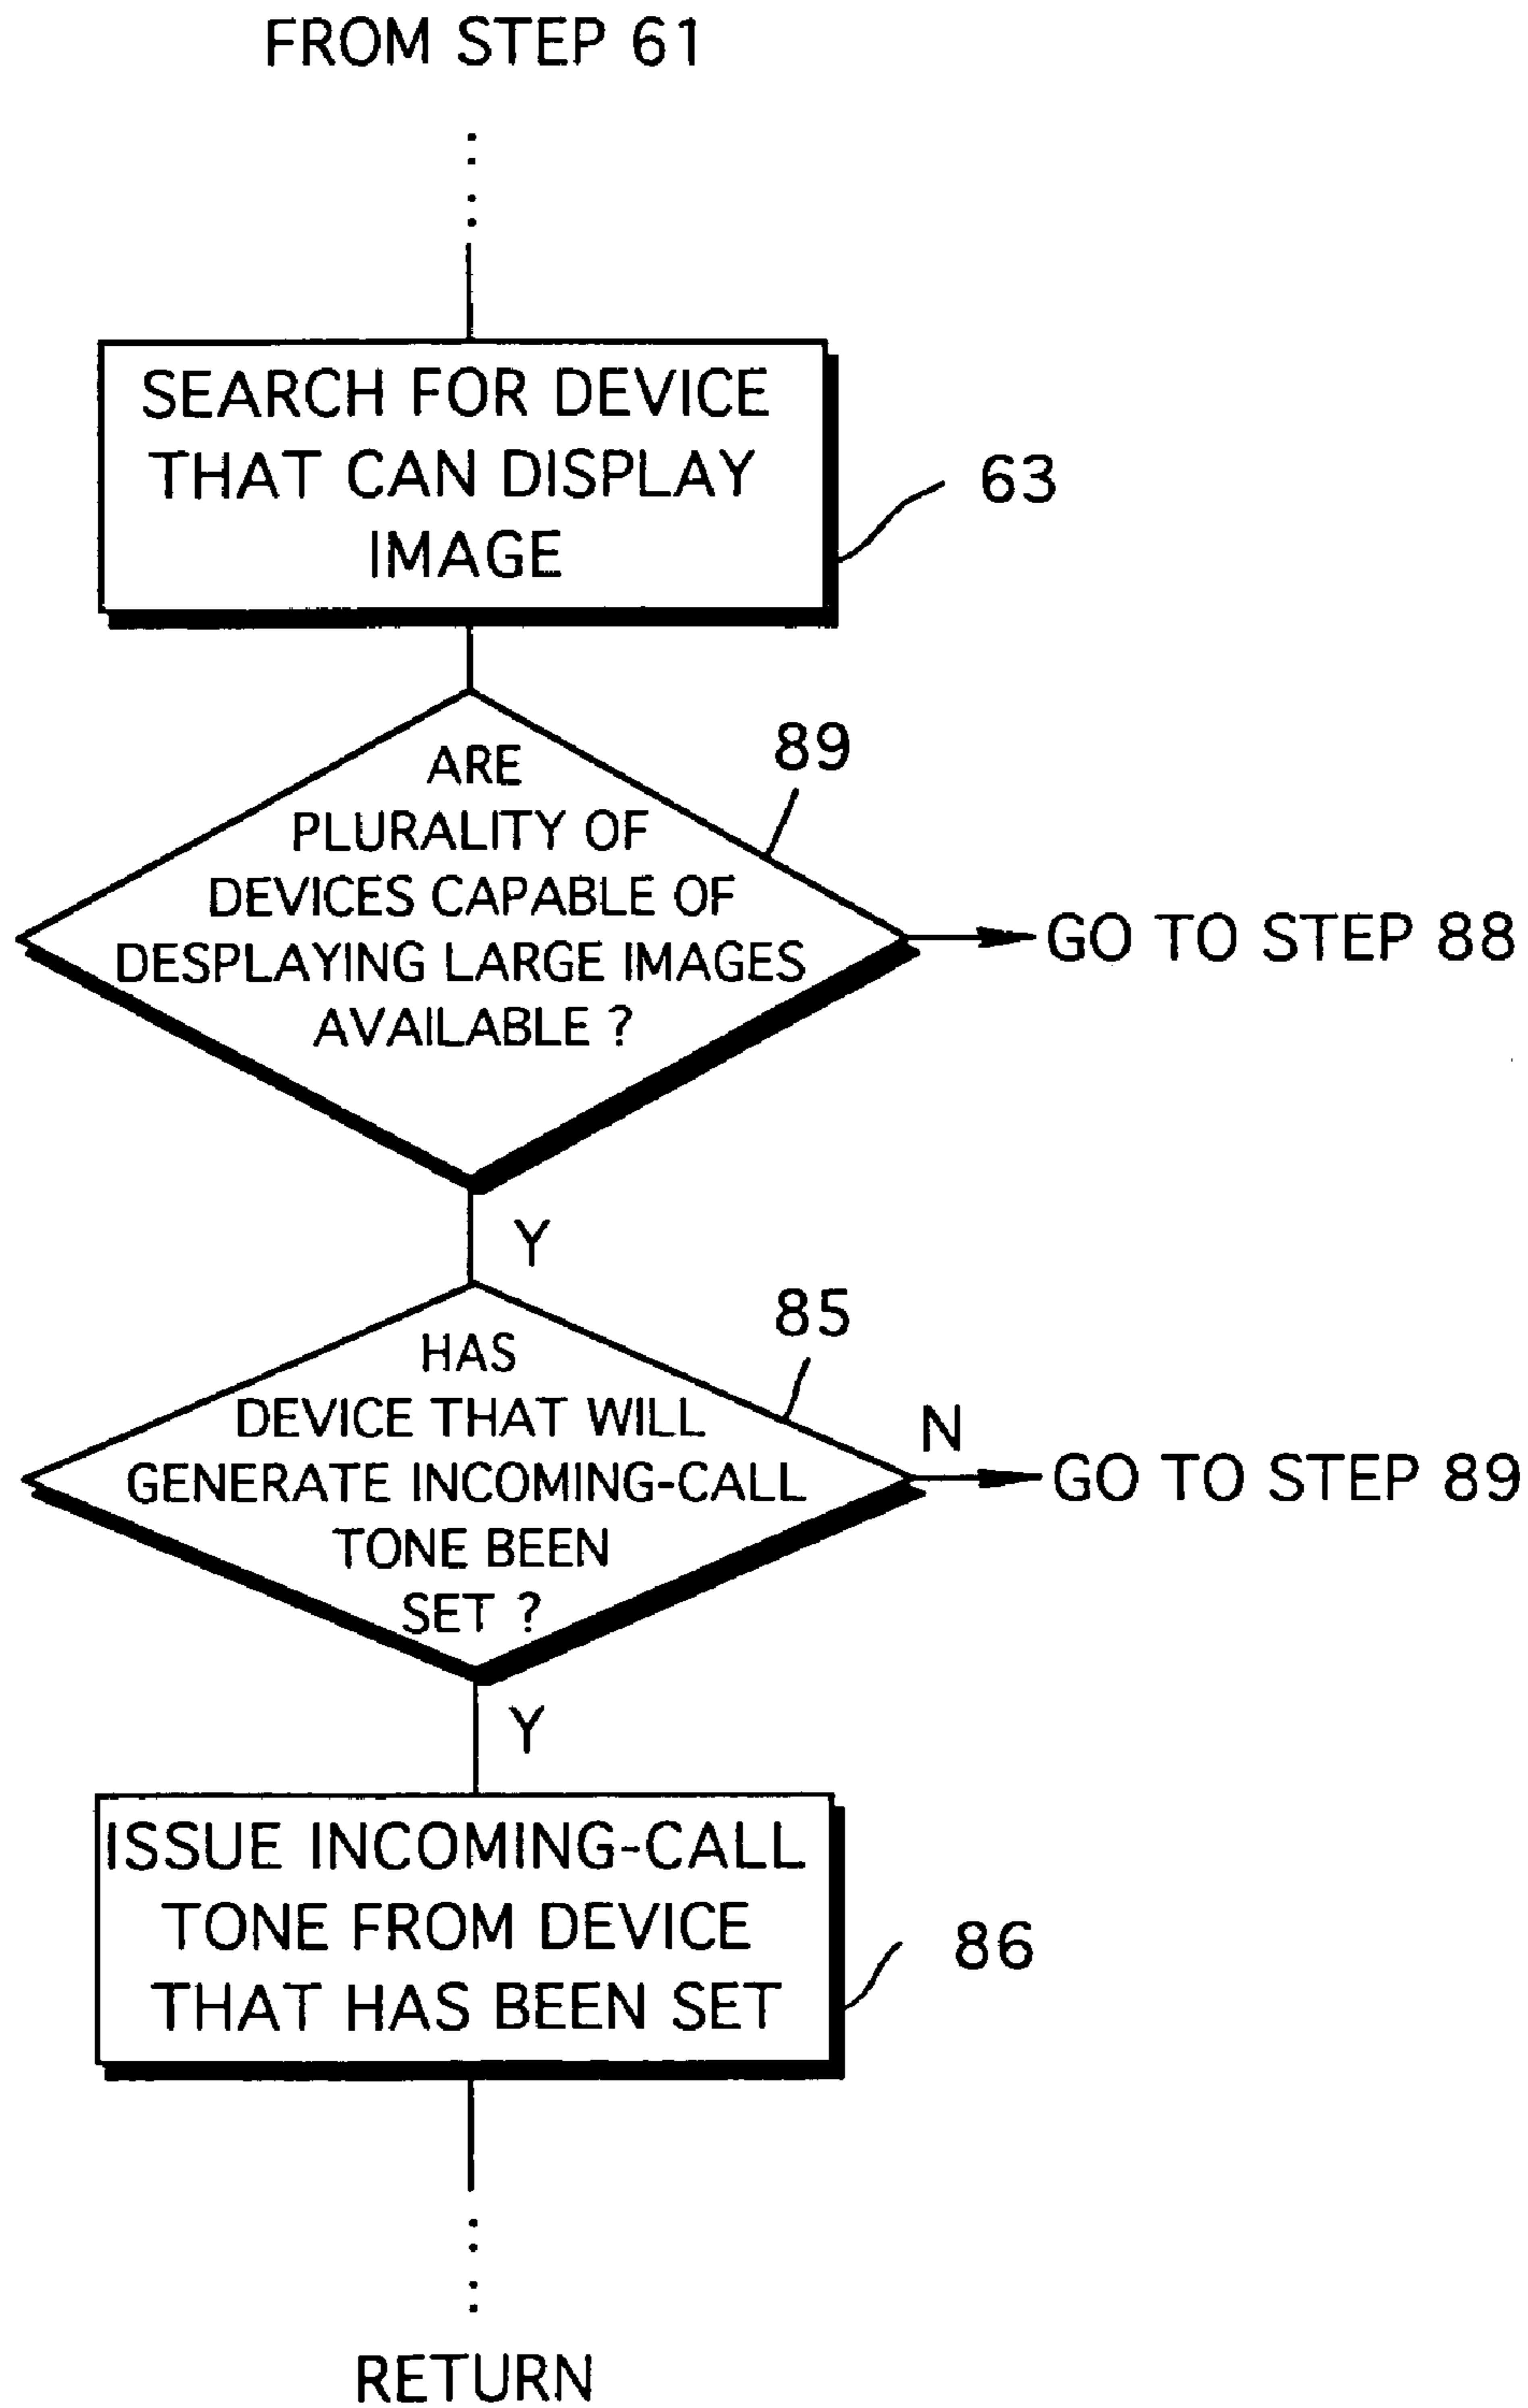 FROM STEP 61
SEARCH FOR DEVICE
THAT CAN DISPLAY
IMAGE
63
ARE
PLURALITY OF
DEVICES CAPABLE OF
DESPLAYING LARGE IMAGES
AVAILABLE ?
89
GO TO STEP 88
Y
HAS
DEVICE THAT WILL
GENERATE INCOMING-CALL
TONE BEEN
SET ?
85
N
GO TO STEP 89
Y
ISSUE INCOMING-CALL
TONE FROM DEVICE
THAT HAS BEEN SET
86
RETURN